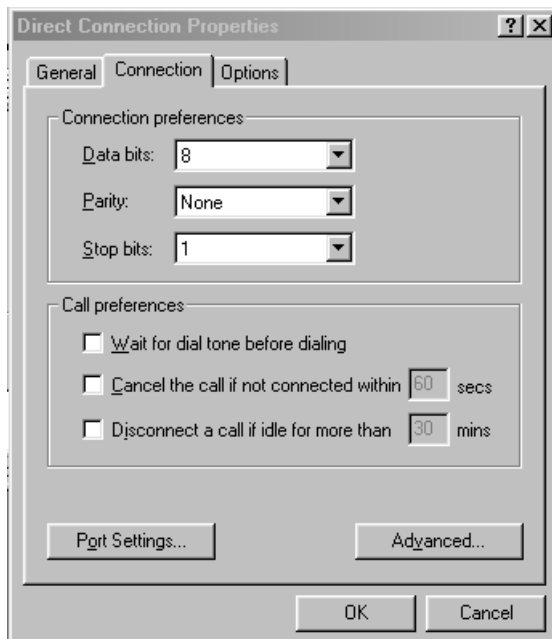 Direct Connection Properties
General Connection Options
Connection preferences
Data bits: 8
Parity: None
Stop bits: 1
Call preferences
Wait for dial tone before dialing
Cancel the call if not connected within 60 secs
Disconnect a call if idle for more than 30 mins
Port Settings... Advanced...
OK Cancel